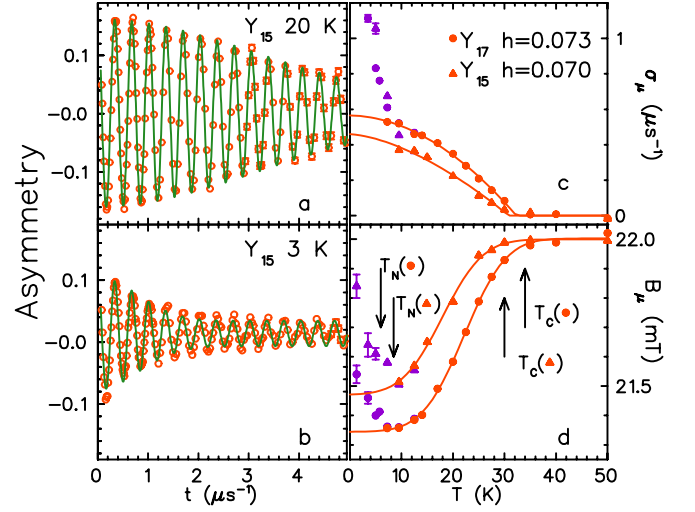 Asymmetry
Y15 20 K
0.1
−0.0
−0.1
a
Y15 3 K
0.1
−0.0
−0.1
b
0 1 2 3 4
t (μs⁻¹)
Y17 h=0.073
Y15 h=0.070
1
0
σμ (μs⁻¹)
c
TN(●)
TN(▲)
Tc(●)
Tc(▲)
22.0
21.5
Bμ (mT)
d
0 10 20 30 40 50
T (K)